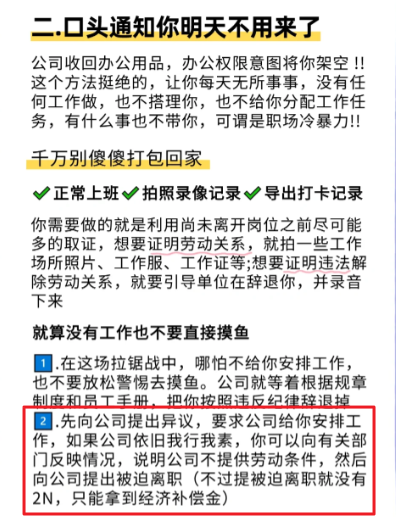 二.口头通知你明天不用来了
公司收回办公用品，办公权限意图将你架空 !!
这个方法挺绝的，让你每天无所事事，没有任
何工作做，也不搭理你，也不给你分配工作任
务，有什么事也不带你，可谓是职场冷暴力!!
千万别傻傻打包回家
✔正常上班✔拍照录像记录✔导出打卡记录
你需要做的就是利用尚未离开岗位之前尽可能
多的取证，想要证明劳动关系，就拍一些工作
场所照片、工作服、工作证等;想要证明违法解
除劳动关系，就要引导单位在辞退你，并录音
下来
就算没有工作也不要直接摸鱼
1.在这场拉锯战中，哪怕不给你安排工作，
也不要放松警惕去摸鱼。公司就等着根据规章
制度和员工手册，把你按照违反纪律辞退掉
2.先向公司提出异议，要求公司给你安排工
作，如果公司依旧我行我素，你可以向有关部
门反映情况，说明公司不提供劳动条件，然后
向公司提出被迫离职（不过提被迫离职就没有
2N，只能拿到经济补偿金）